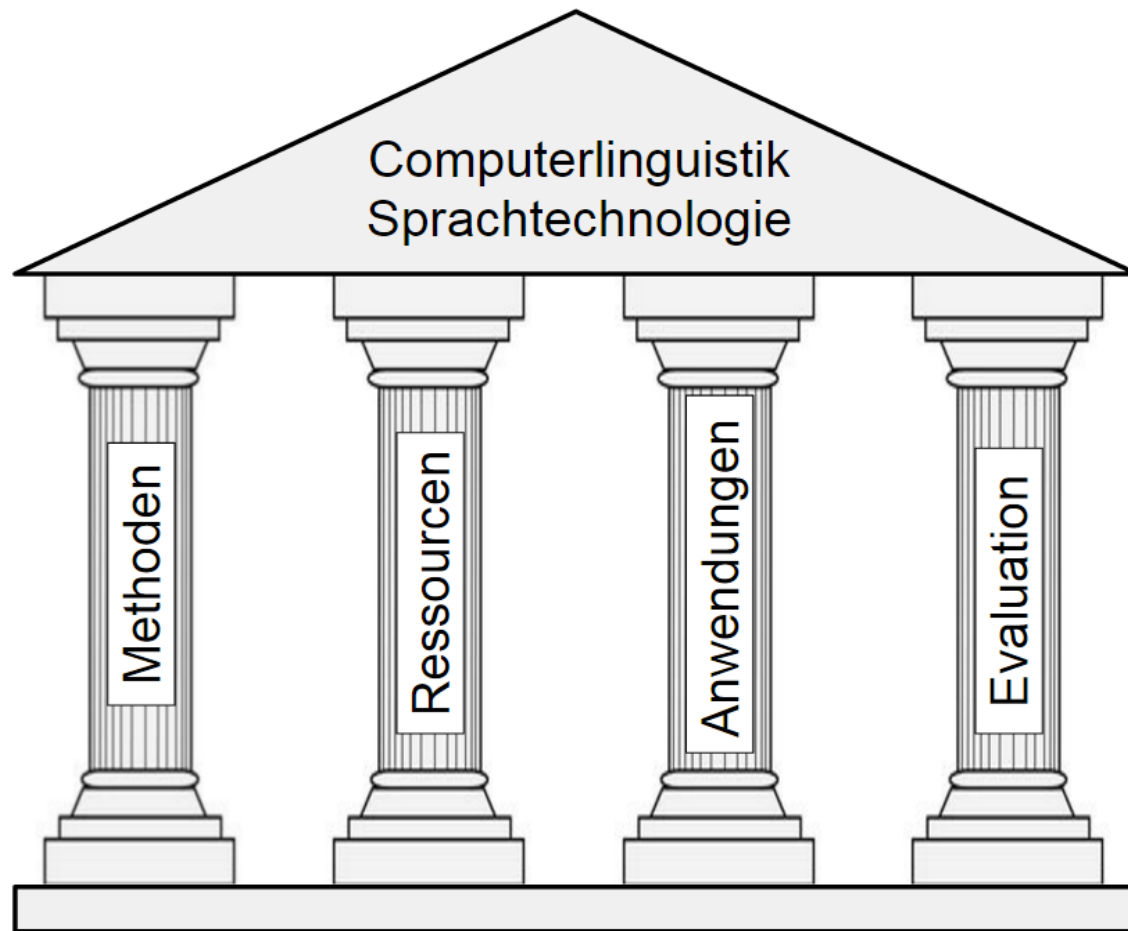 Computerlinguistik
Sprachtechnologie
Methoden
Ressourcen
Anwendungen
Evaluation